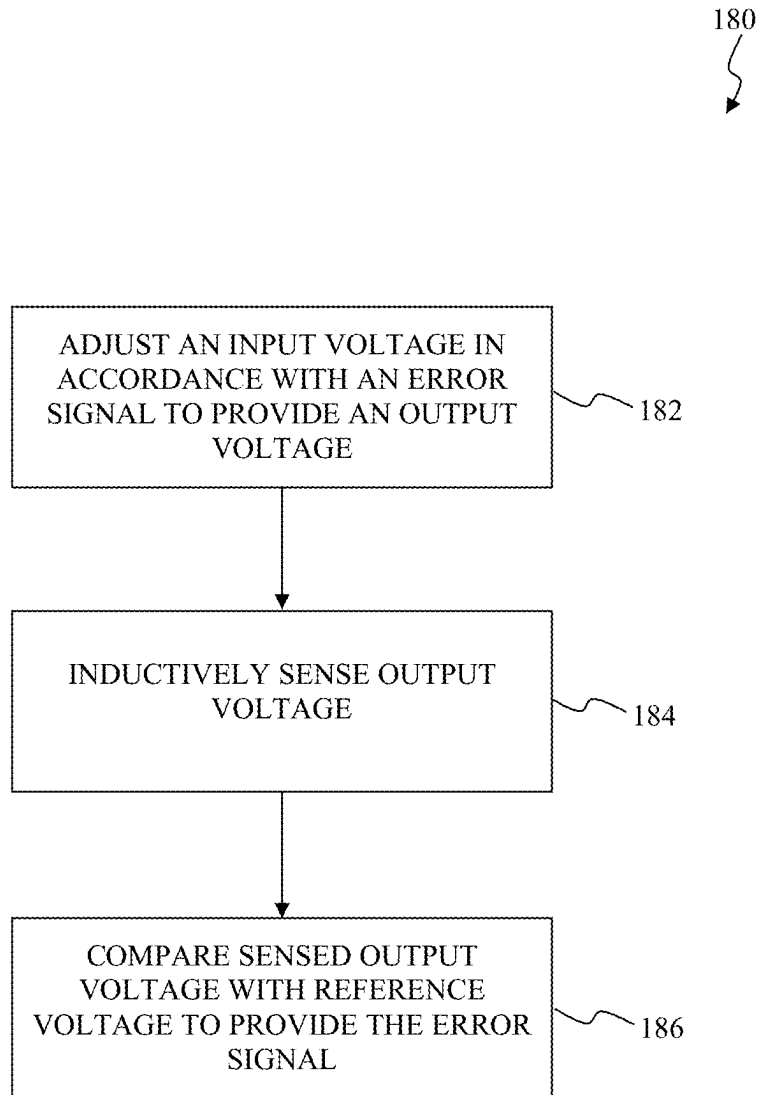 180
ADJUST AN INPUT VOLTAGE IN
ACCORDANCE WITH AN ERROR
SIGNAL TO PROVIDE AN OUTPUT
VOLTAGE
182
INDUCTIVELY SENSE OUTPUT
VOLTAGE
184
COMPARE SENSED OUTPUT
VOLTAGE WITH REFERENCE
VOLTAGE TO PROVIDE THE ERROR
SIGNAL
186